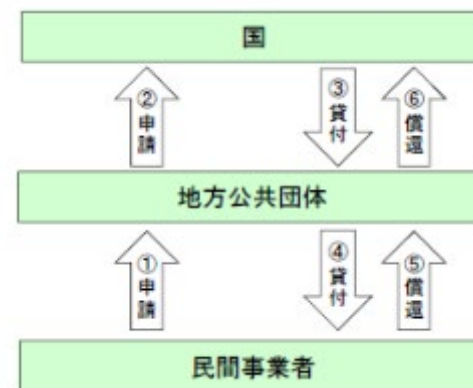 国
②申請
③貸付
⑥償還
地方公共団体
①申請
④貸付
⑤償還
民間事業者